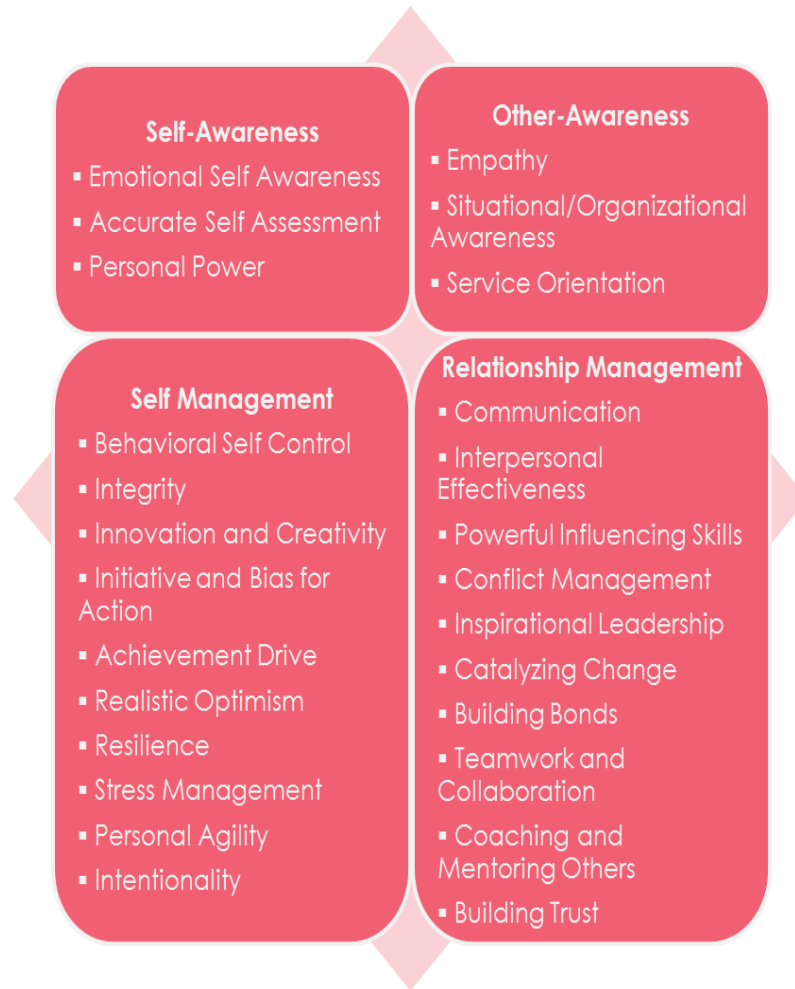 Self-Awareness
▪ Emotional Self Awareness
▪ Accurate Self Assessment
▪ Personal Power
Other-Awareness
▪ Empathy
▪ Situational/Organizational
Awareness
▪ Service Orientation
Self Management
▪ Behavioral Self Control
▪ Integrity
▪ Innovation and Creativity
▪ Initiative and Bias for
Action
▪ Achievement Drive
▪ Realistic Optimism
▪ Resilience
▪ Stress Management
▪ Personal Agility
▪ Intentionality
Relationship Management
▪ Communication
▪ Interpersonal
Effectiveness
▪ Powerful Influencing Skills
▪ Conflict Management
▪ Inspirational Leadership
▪ Catalyzing Change
▪ Building Bonds
▪ Teamwork and
Collaboration
▪ Coaching and
Mentoring Others
▪ Building Trust